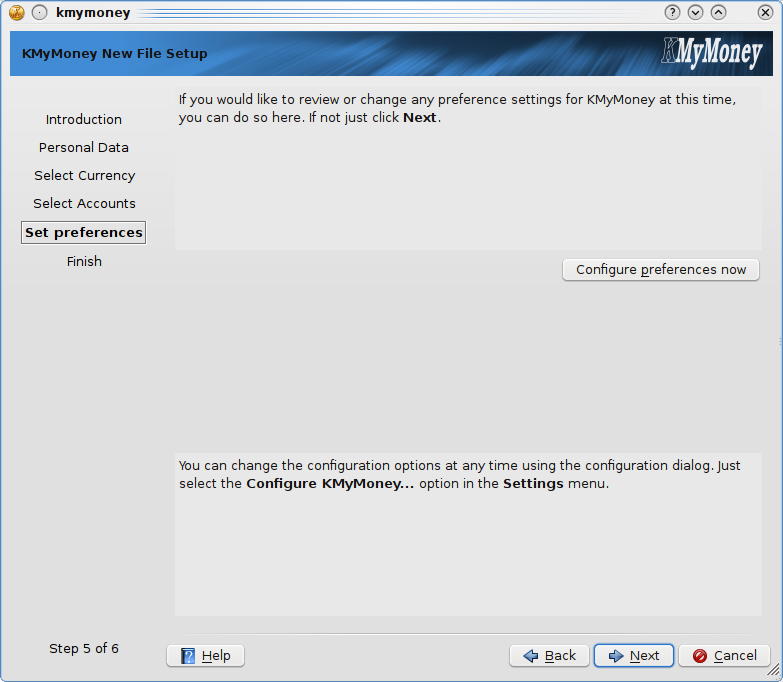 kmymoney
KMyMoney New File Setup
KMyMoney
Introduction
Personal Data
Select Currency
Select Accounts
Set preferences
Finish
If you would like to review or change any preference settings for KMyMoney at this time,
you can do so here. If not just click Next.
Configure preferences now
You can change the configuration options at any time using the configuration dialog. Just
select the Configure KMyMoney... option in the Settings menu.
Step 5 of 6
Help
Back
Next
Cancel